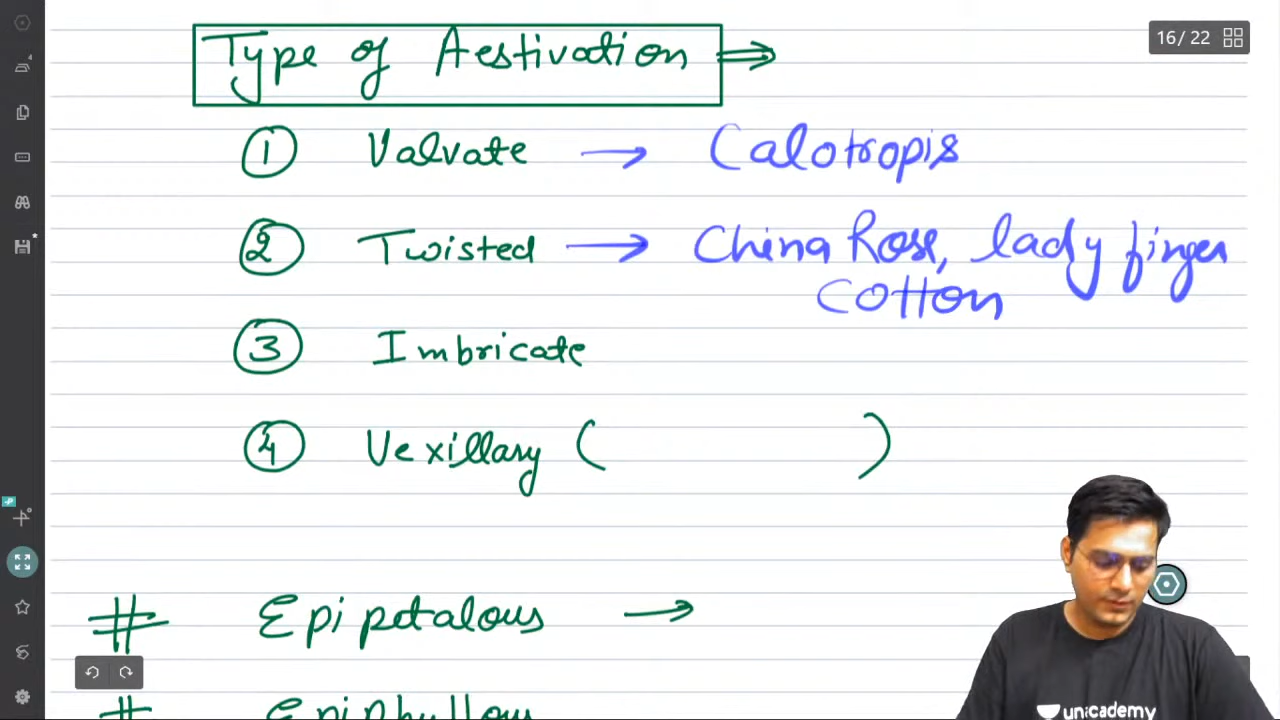 16/ 22
Type of Aestivation ⇒
① Valvate → Calotropis
② Twisted → China Rose, lady finger
Cotton
③ Imbricate
④ Vexillary ( )
# Epipetalous →
# Epiphyllous
unacademy